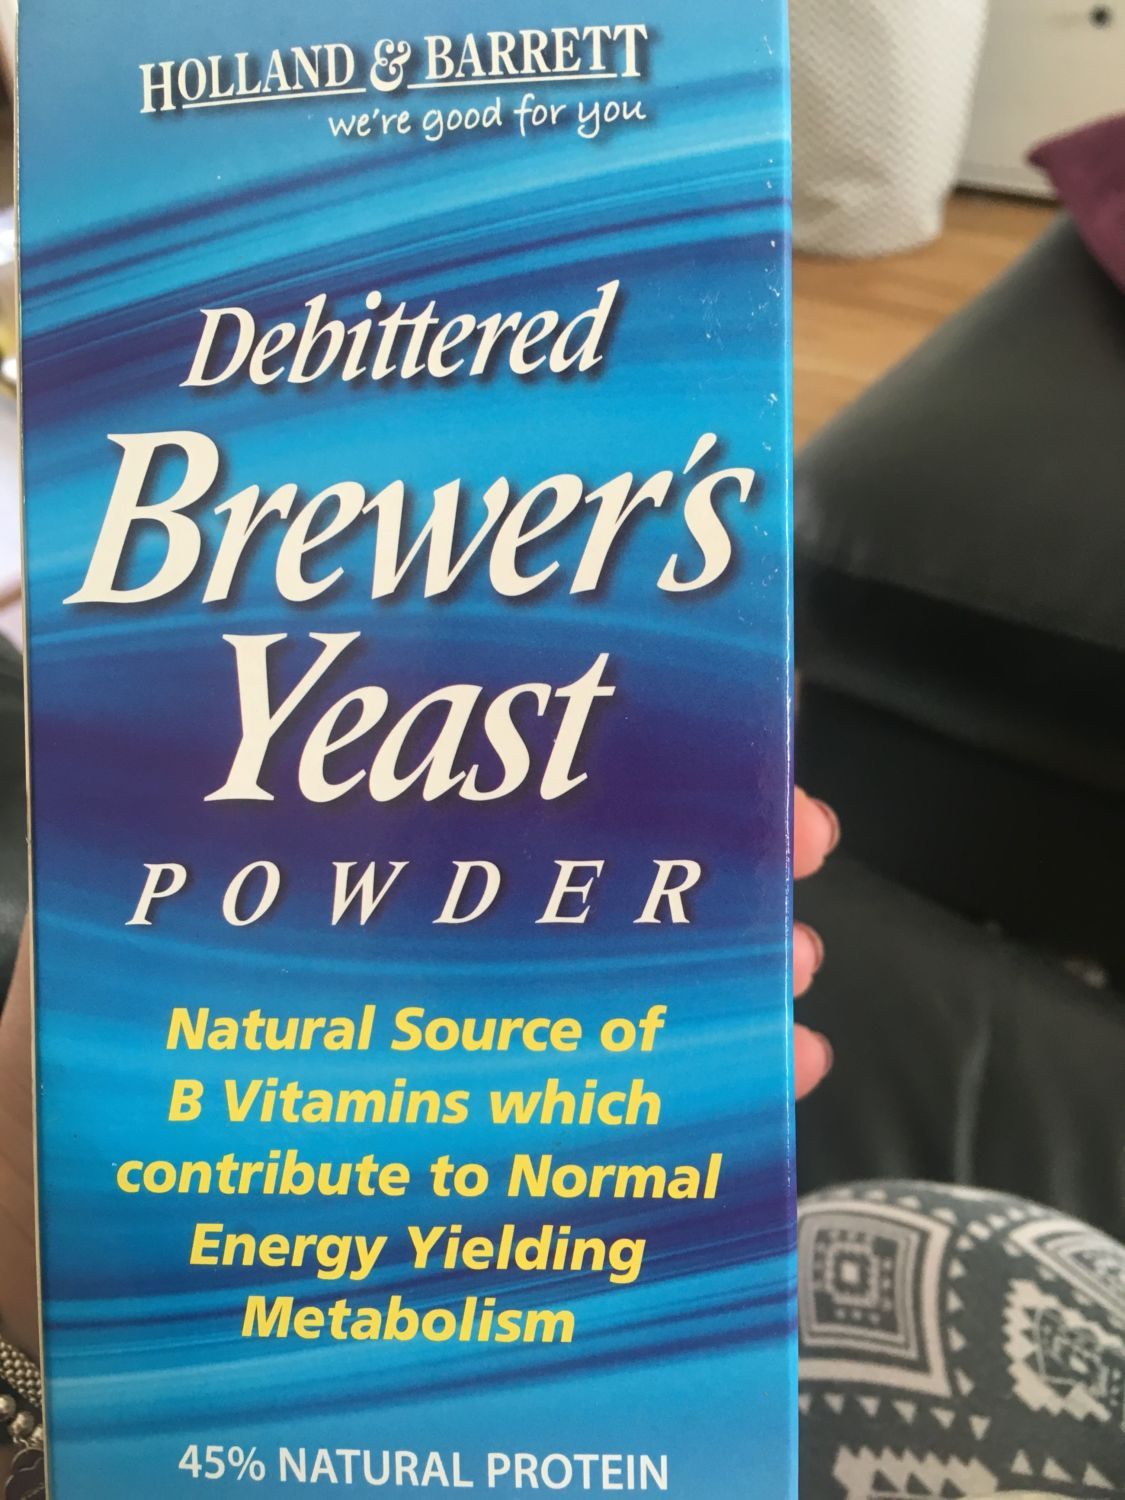 HOLLAND & BARRETT
we're good for you
Debittered
Brewer's
Yeast
POWDER
Natural Source of
B Vitamins which
contribute to Normal
Energy Yielding
Metabolism
45% NATURAL PROTEIN